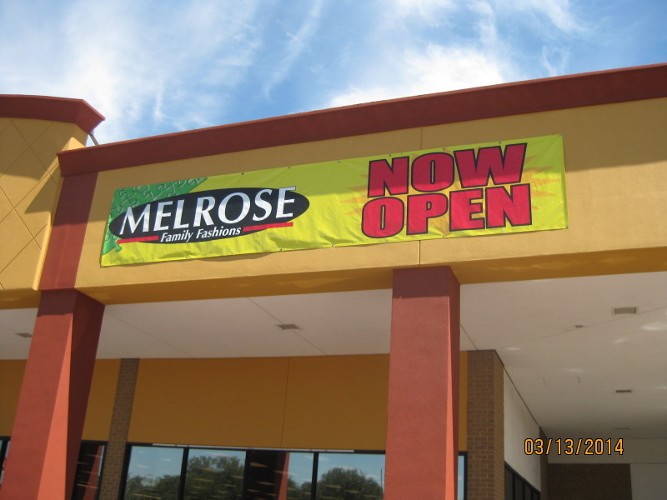 MELROSE
Family Fashions
NOW
OPEN
03/13/2014